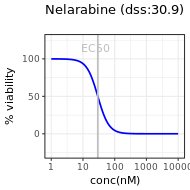 Nelarabine (dss:30.9)
EC50
% viability
100
50
0
1 10 100 1000 10000
conc(nM)